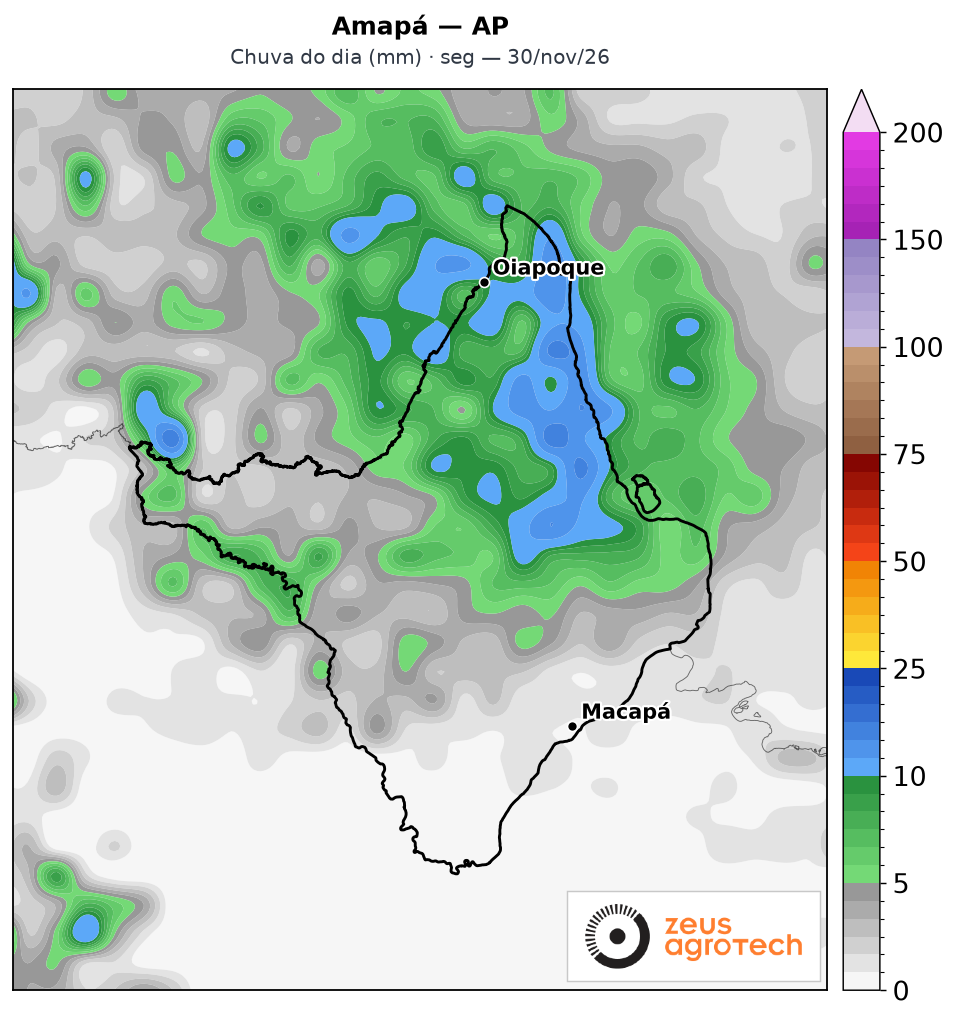 Amapá — AP
Chuva do dia (mm) · seg — 30/nov/26
200
150
100
75
50
25
10
5
0
Oiapoque
Macapá
zeus
agrotech